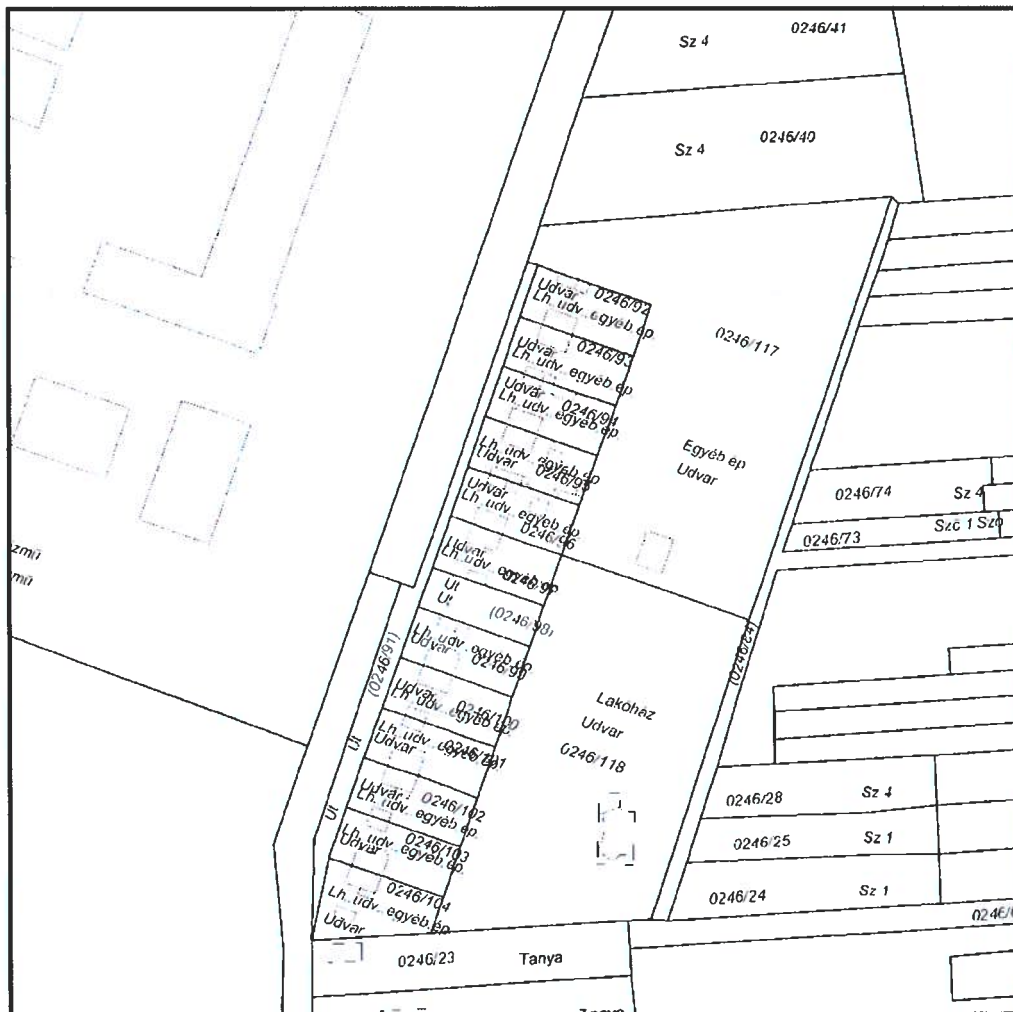 0246/41
Sz 4
0246/40
Sz 4
0246/92
Udvar
Lh. udv. egyéb ép.
0246/93
Udvar
Lh. udv. egyéb ép.
0246/117
Udvar
0246/94
Lh. udv. egyéb ép.
Lh. udv. egyéb ép
Udvar 0246/95
Egyéb ép
Udvar
Udvar
Lh. udv. egyéb ép.
0246/96
0246/74
Sz 4
0246/73
Udvar
Lh. udv. egyéb ép.
0246/97
Út
Út
(0246/98)
Lh. udv. egyéb ép.
Udvar 0246/99
(0246/91)
(0246/84)
Udvar
0246/100
Lh. udv. egyéb ép.
Lakóház
Udvar
0246/118
Út
Lh. udv. egyéb ép.
0246/101
Udvar
Udvar
0246/102
Lh. udv. egyéb ép.
0246/28
Sz 4
Út
Lh. udv. egyéb ép.
0246/103
Udvar
0246/25
Sz 1
0246/104
Lh. udv. egyéb ép.
Udvar
0246/24
Sz 1
0246/23
Tanya